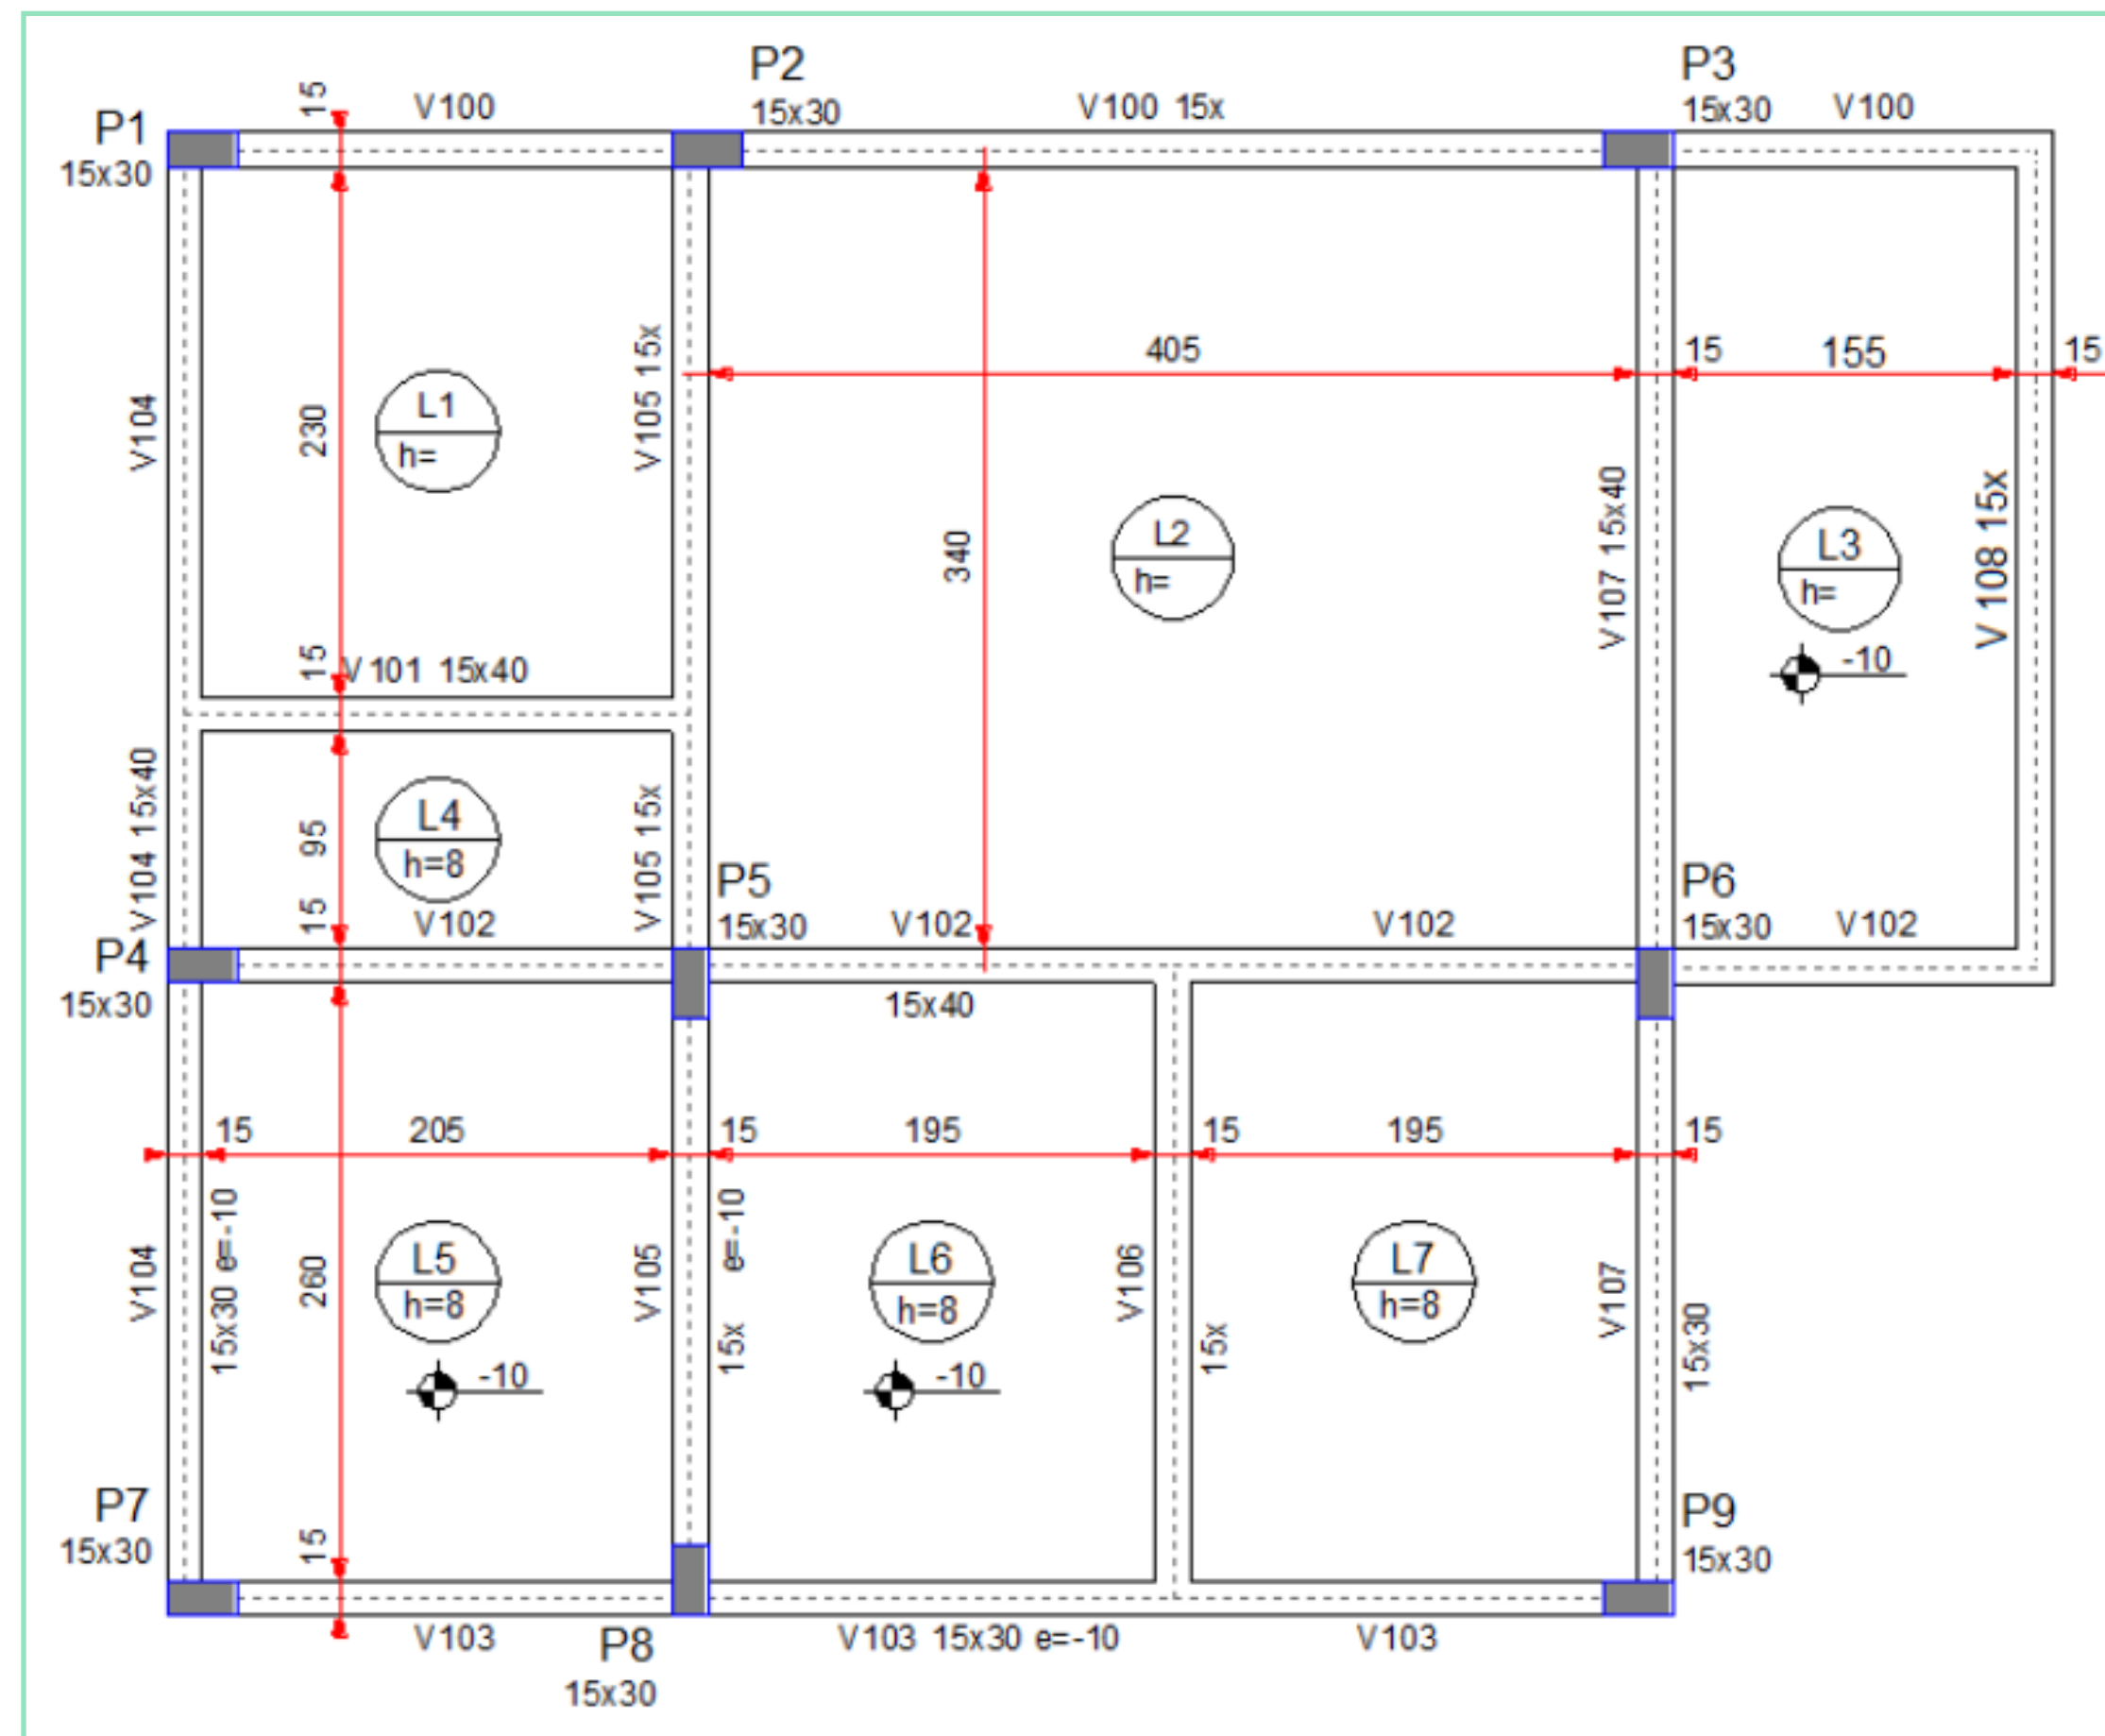 P2
P3
15
V100
15x30
V100 15x
15x30
V100
P1
15x30
405
15
155
15
V105 15x
L1
h=
V104
230
L2
h=
340
V107 15x40
L3
h=
V 108 15x
-10
15
V101 15x40
V104 15x40
95
L4
h=8
V105 15x
P5
P6
15
V102
15x30
V102
V102
15x30
V102
P4
15x30
15x40
15
205
15
195
15
195
15
15x30 e=-10
e=-10
V104
260
L5
h=8
V105
L6
h=8
V106
L7
h=8
V107
15x
15x
15x30
-10
-10
P7
15x30
15
P9
15x30
V103
P8
V103 15x30 e=-10
V103
15x30